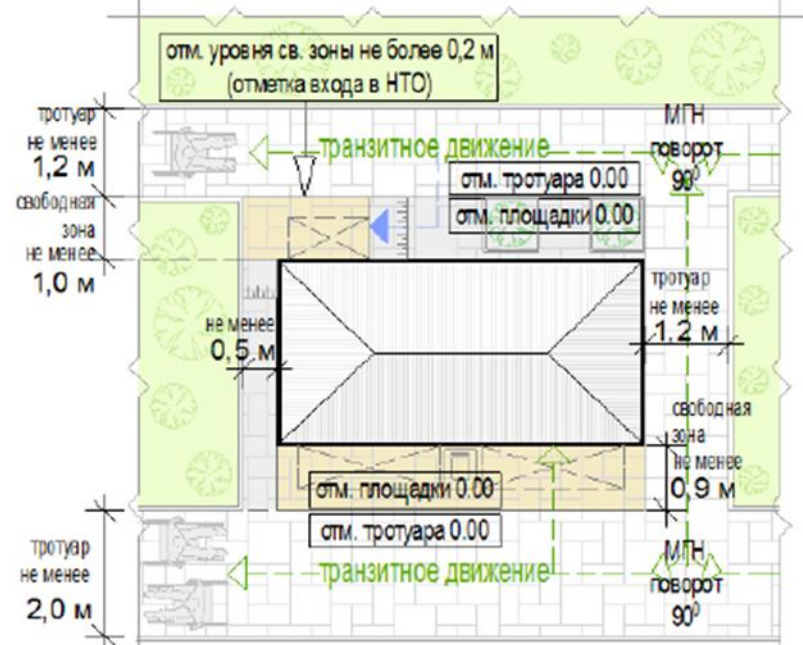 отм. уровня св. зоны не более 0,2 м
(отметка входа в НТО)
тротуар
не менее
1,2 м
транзитное движение
МГН
поворот
90⁰
отм. тротуара 0.00
отм. площадки 0.00
свободная
зона
не менее
1,0 м
тротуар
не менее
1,2 м
не менее
0,5 м
свободная
зона
не менее
0,9 м
отм. площадки 0.00
отм. тротуара 0.00
тротуар
не менее
2,0 м
транзитное движение
МГН
поворот
90⁰